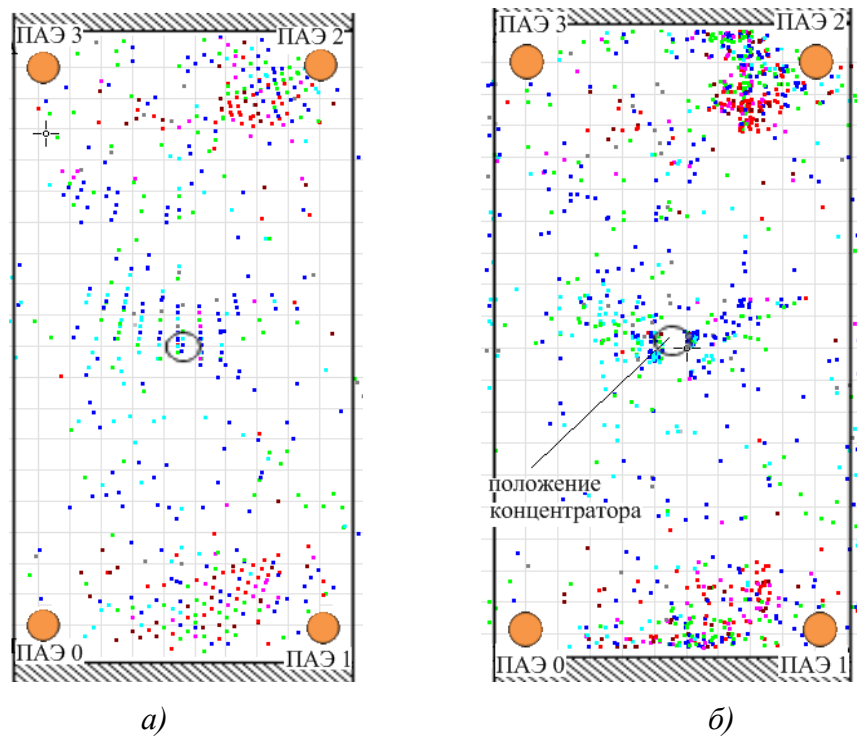 ПАЭ 3
ПАЭ 2
ПАЭ 0
ПАЭ 1
а)
ПАЭ 3
ПАЭ 2
положение
концентратора
ПАЭ 0
ПАЭ 1
б)